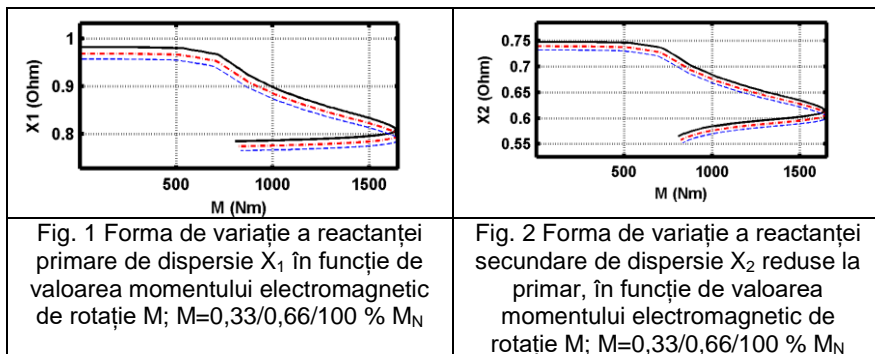 1
0.9
0.8
X1 (Ohm)
500
1000
1500
M (Nm)
0.75
0.7
0.65
0.6
0.55
X2 (Ohm)
500
1000
1500
M (Nm)
Fig. 1 Forma de variație a reactanței
primare de dispersie X₁ în funcție de
valoarea momentului electromagnetic
de rotație M; M=0,33/0,66/100 % M_N
Fig. 2 Forma de variație a reactanței
secundare de dispersie X₂ reduse la
primar, în funcție de valoarea
momentului electromagnetic de
rotație M; M=0,33/0,66/100 % M_N